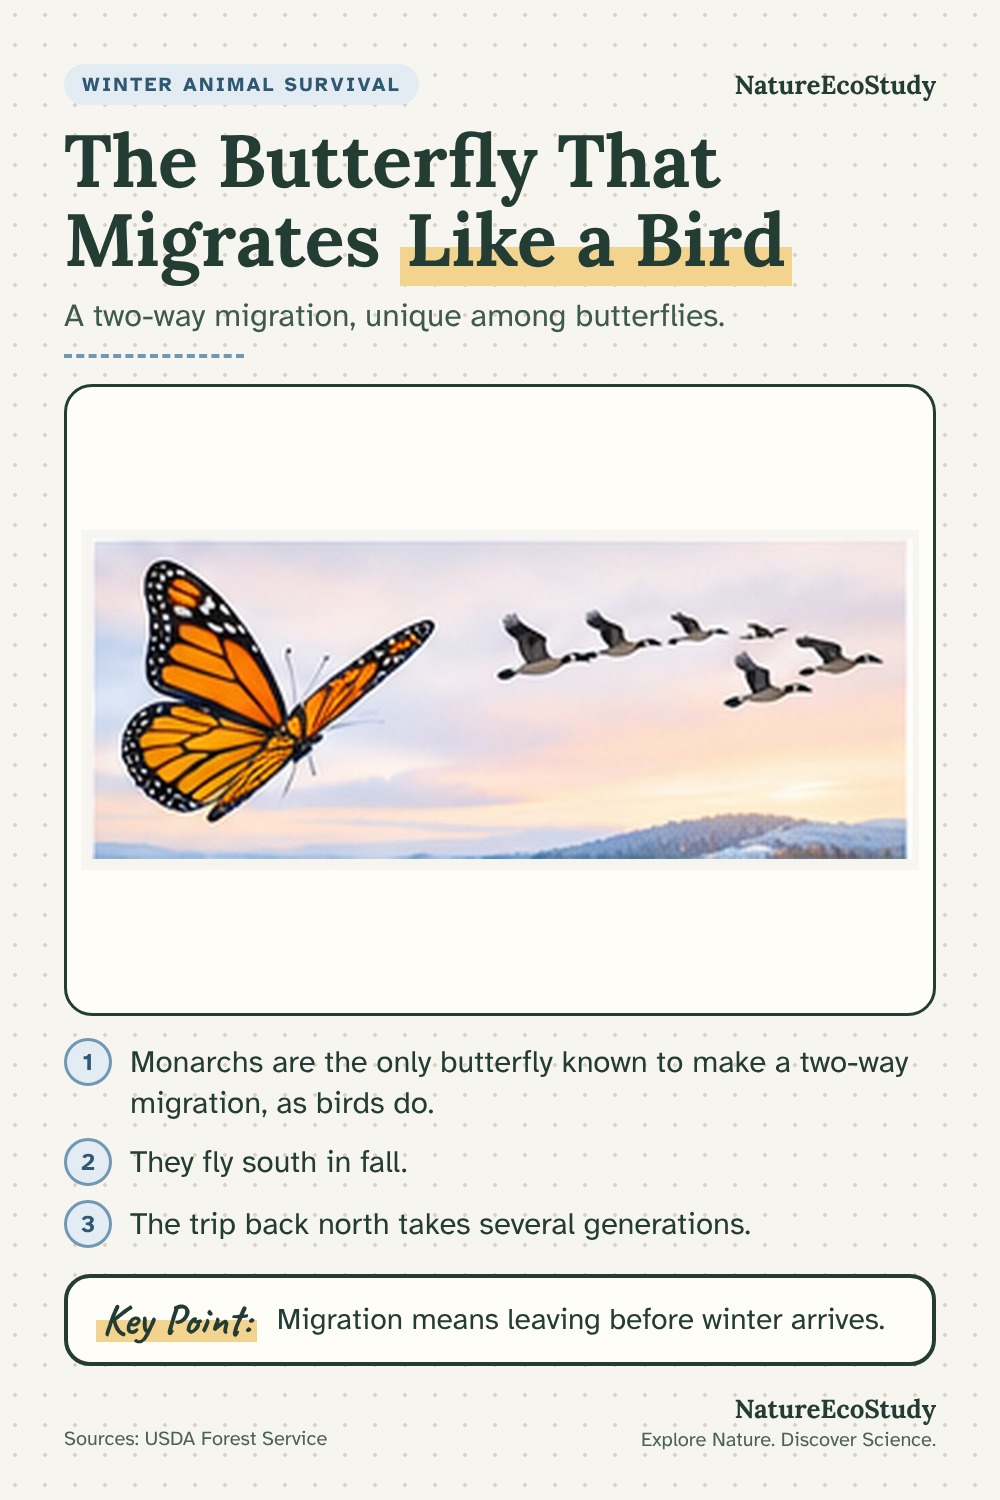 WINTER ANIMAL SURVIVAL
NatureEcoStudy
The Butterfly That
Migrates Like a Bird
A two-way migration, unique among butterflies.
1 Monarchs are the only butterfly known to make a two-way
migration, as birds do.
2 They fly south in fall.
3 The trip back north takes several generations.
Key Point: Migration means leaving before winter arrives.
NatureEcoStudy
Sources: USDA Forest Service
Explore Nature. Discover Science.